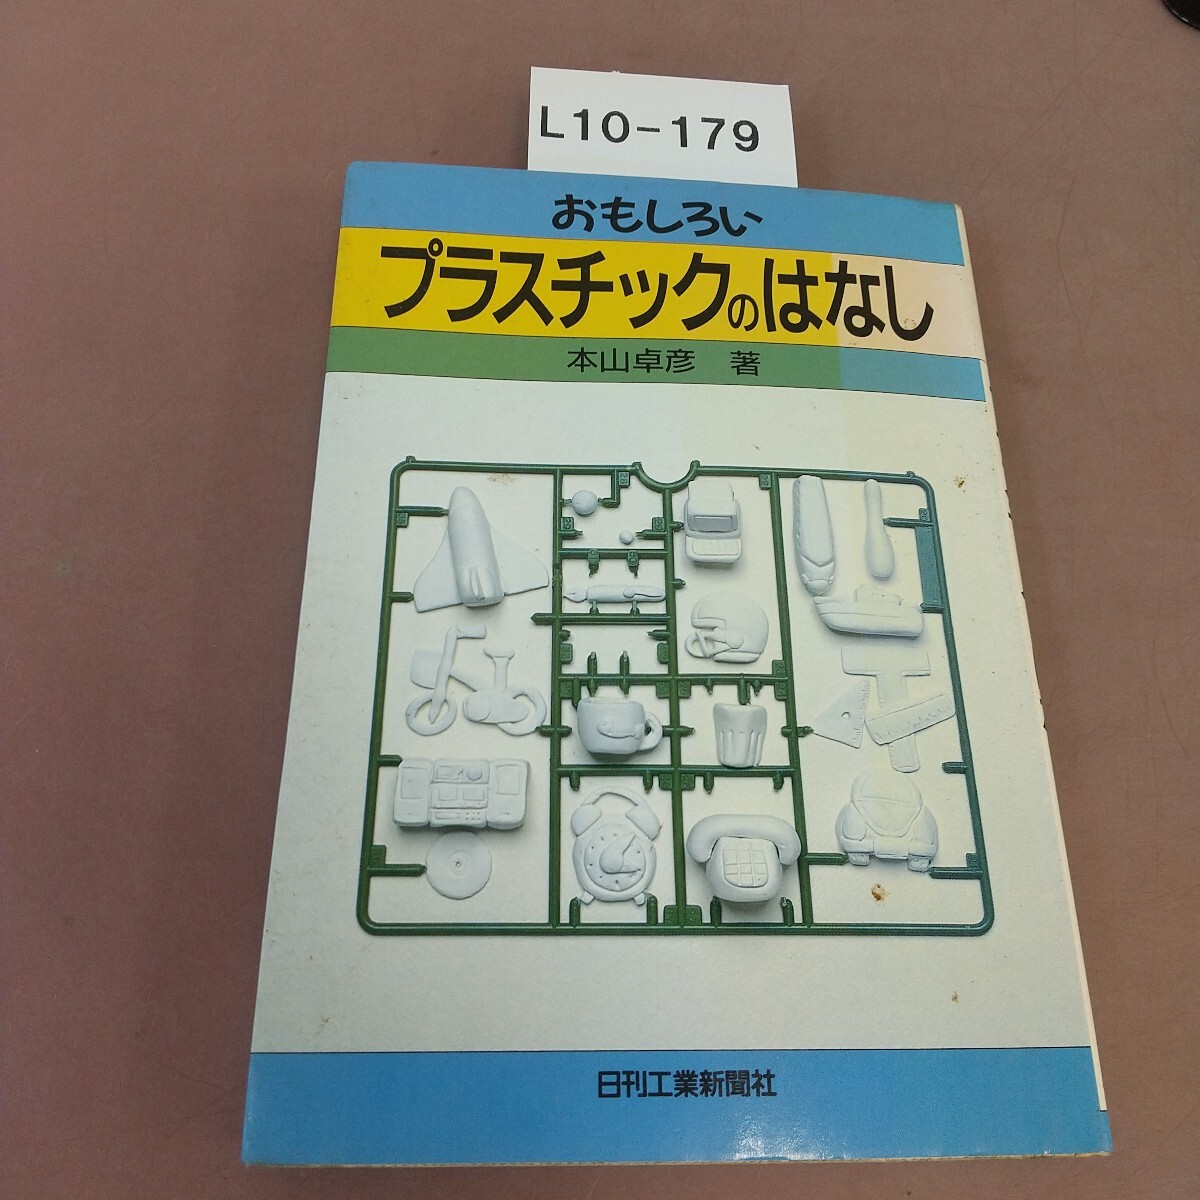 L10-179
おもしろい
プラスチックのはなし
本山卓彦 著
日刊工業新聞社